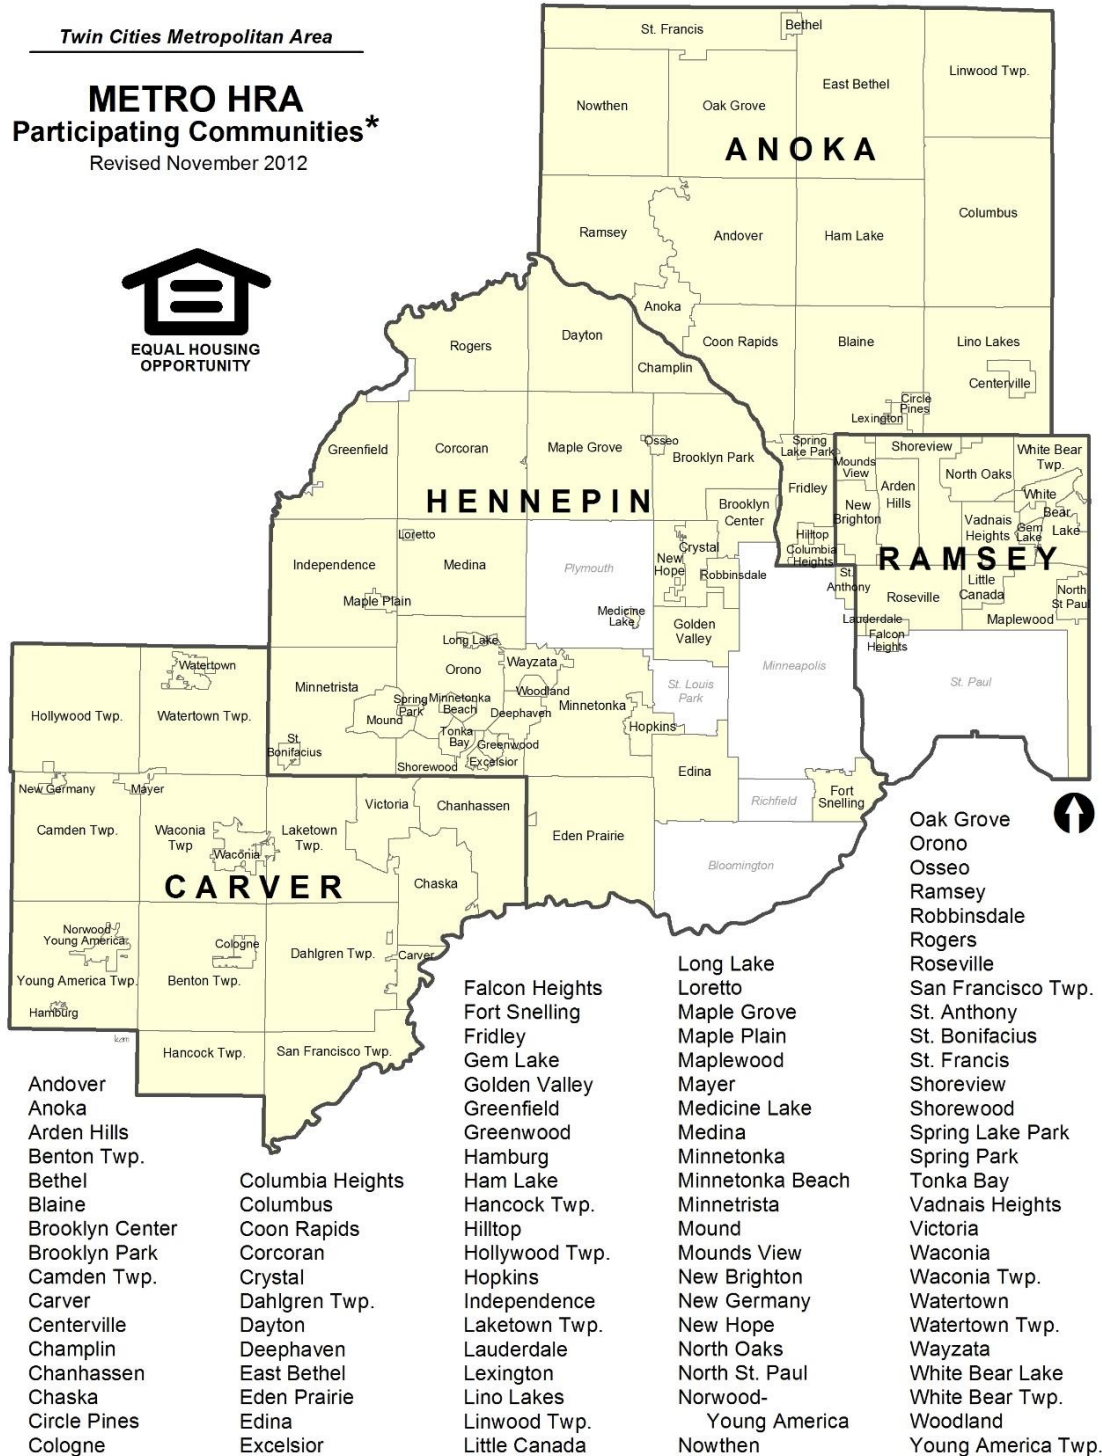 Twin Cities Metropolitan Area
METRO HRA
Participating Communities*
Revised November 2012
EQUAL HOUSING
OPPORTUNITY
St. Francis
Bethel
Linwood Twp.
East Bethel
Nowthen
Oak Grove
ANOKA
Columbus
Ramsey
Andover
Ham Lake
Anoka
Dayton
Coon Rapids
Blaine
Lino Lakes
Rogers
Champlin
Centerville
Circle
Pines
Lexington
Greenfield
Corcoran
Maple Grove
Osseo
Brooklyn Park
Spring
Lake Park
Shoreview
Mounds
View
North Oaks
White Bear
Twp.
Fridley
Arden
Hills
White
Bear
Lake
HENNEPIN
Brooklyn
Center
New
Brighton
Vadnais
Heights
Gem
Lake
Loretto
Hilltop
Columbia
Heights
RAMSEY
Independence
Medina
Plymouth
New
Hope
Crystal
Robbinsdale
St.
Anthony
Roseville
Little
Canada
North
St Paul
Maple Plain
Medicine
Lake
Golden
Valley
Lauderdale
Falcon
Heights
Maplewood
Long Lake
Orono
Wayzata
Minneapolis
St. Paul
Watertown
Hollywood Twp.
Watertown Twp.
Minnetrista
Spring
Park
Minnetonka
Beach
Woodland
Deephaven
Minnetonka
St. Louis
Park
Mound
Tonka
Bay
Greenwood
Hopkins
St.
Bonifacius
Shorewood
Excelsior
Edina
New Germany
Mayer
Victoria
Chanhassen
Richfield
Fort
Snelling
Camden Twp.
Waconia
Twp
Waconia
Laketown
Twp.
Eden Prairie
Bloomington
CARVER
Chaska
Norwood
Young America
Cologne
Dahlgren Twp.
Carver
Young America Twp.
Benton Twp.
Hamburg
Hancock Twp.
San Francisco Twp.
Andover
Anoka
Arden Hills
Benton Twp.
Bethel
Blaine
Brooklyn Center
Brooklyn Park
Camden Twp.
Carver
Centerville
Champlin
Chanhassen
Chaska
Circle Pines
Cologne
Columbia Heights
Columbus
Coon Rapids
Corcoran
Crystal
Dahlgren Twp.
Dayton
Deephaven
East Bethel
Eden Prairie
Edina
Excelsior
Falcon Heights
Fort Snelling
Fridley
Gem Lake
Golden Valley
Greenfield
Greenwood
Hamburg
Ham Lake
Hancock Twp.
Hilltop
Hollywood Twp.
Hopkins
Independence
Laketown Twp.
Lauderdale
Lexington
Lino Lakes
Linwood Twp.
Little Canada
Long Lake
Loretto
Maple Grove
Maple Plain
Maplewood
Mayer
Medicine Lake
Medina
Minnetonka
Minnetonka Beach
Minnetrista
Mound
Mounds View
New Brighton
New Germany
New Hope
North Oaks
North St. Paul
Norwood-
Young America
Nowthen
Oak Grove
Orono
Osseo
Ramsey
Robbinsdale
Rogers
Roseville
San Francisco Twp.
St. Anthony
St. Bonifacius
St. Francis
Shoreview
Shorewood
Spring Lake Park
Spring Park
Tonka Bay
Vadnais Heights
Victoria
Waconia
Waconia Twp.
Watertown
Watertown Twp.
Wayzata
White Bear Lake
White Bear Twp.
Woodland
Young America Twp.